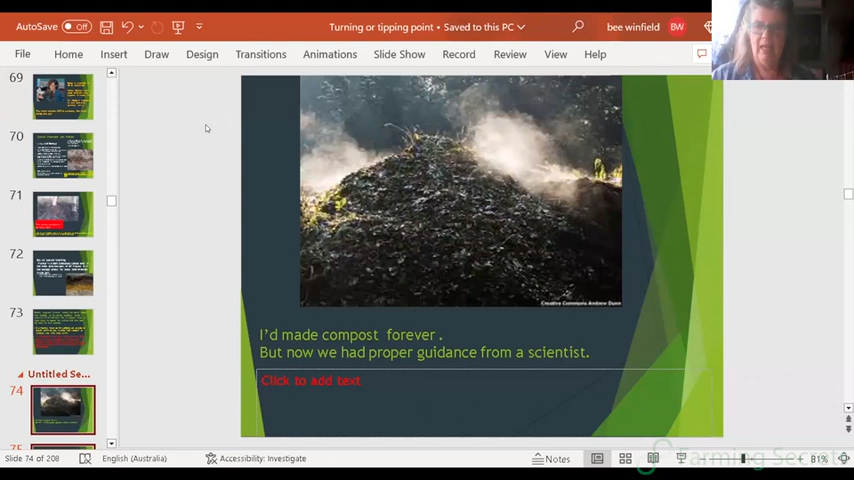 AutoSave Off Turning or tipping point • Saved to this PC bee winfield BW
File Home Insert Draw Design Transitions Animations Slide Show Record Review View Help
69
70
71
72
73
Untitled Se...
74
75
Creative Commons Andrew Dunn
I'd made compost forever .
But now we had proper guidance from a scientist.
Click to add text
Slide 74 of 208 English (Australia) Accessibility: Investigate Notes 81%
Farming Secrets